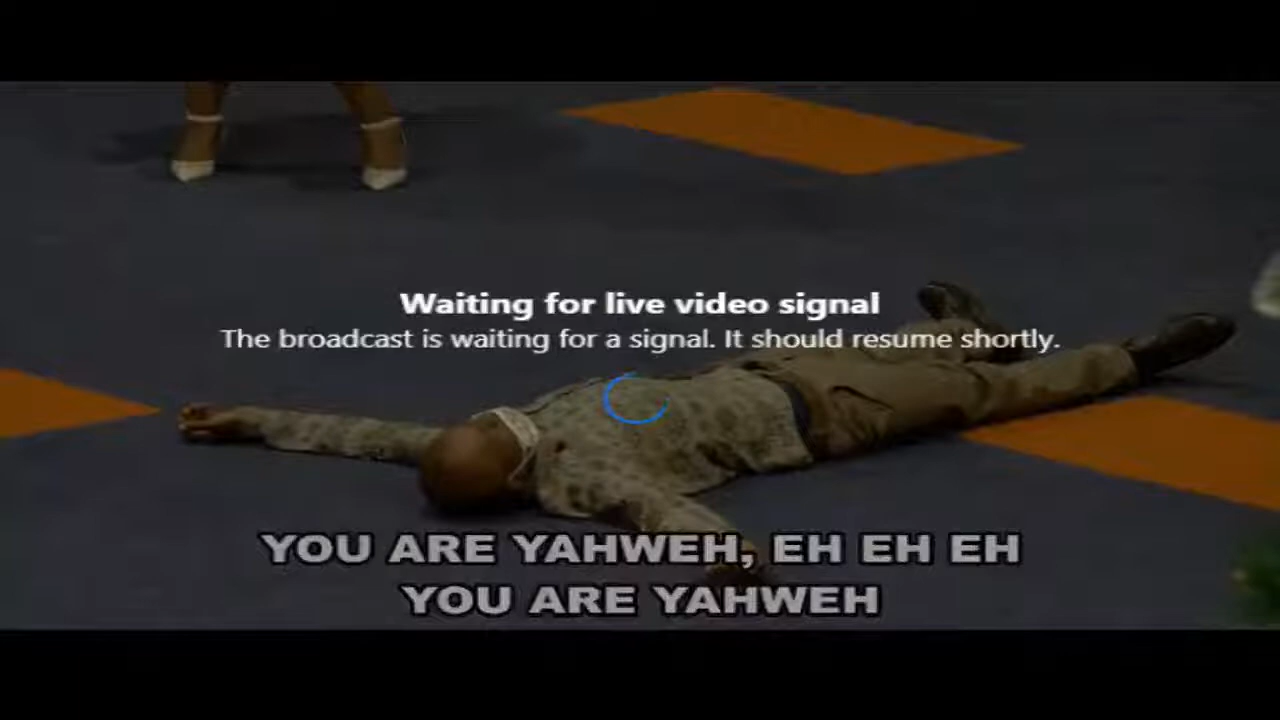 Waiting for live video signal
The broadcast is waiting for a signal. It should resume shortly.
YOU ARE YAHWEH, EH EH EH
YOU ARE YAHWEH